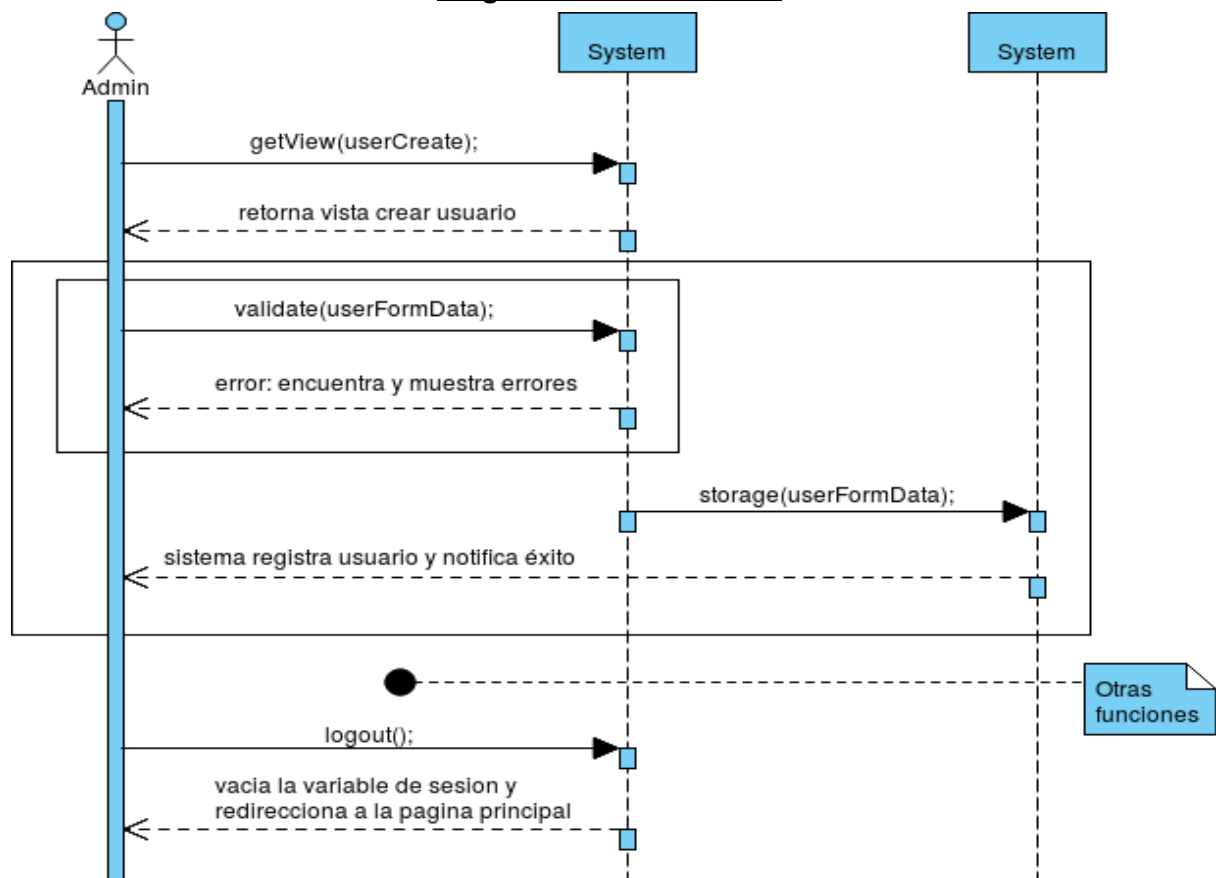 System
System
Admin
getView(userCreate);
retorna vista crear usuario
validate(userFormData);
error: encuentra y muestra errores
storage(userFormData);
sistema registra usuario y notifica éxito
Otras
funciones
logout();
vacia la variable de sesion y
redirecciona a la pagina principal